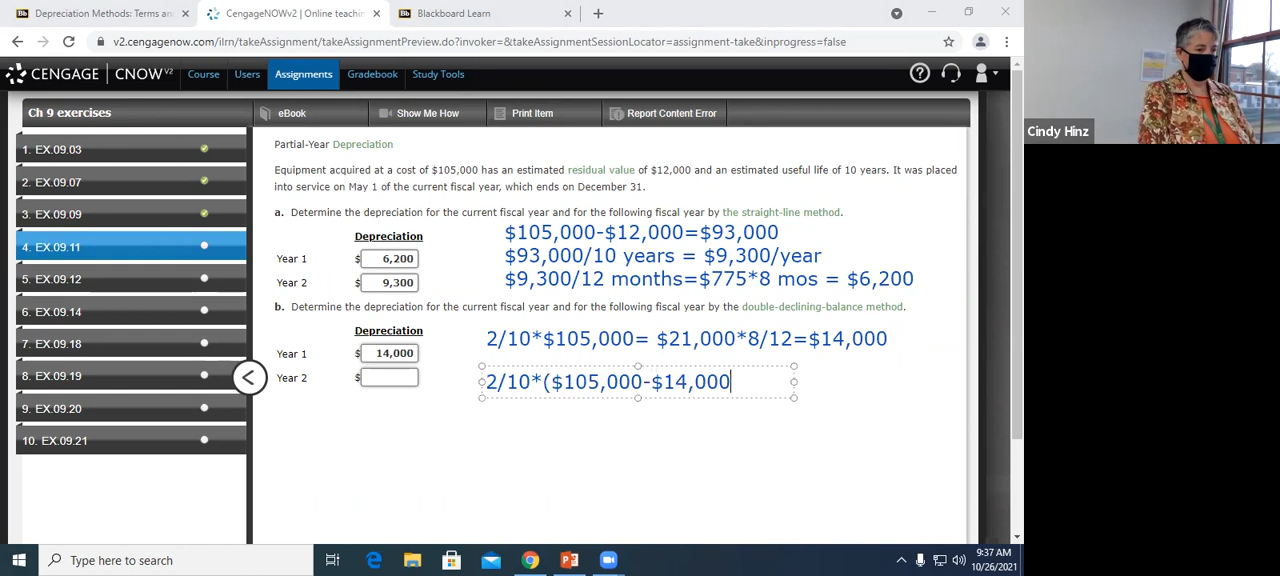 Depreciation Methods: Terms an
CengageNOWv2 | Online teachin
Blackboard Learn
v2.cengagenow.com/ilrn/takeAssignment/takeAssignmentPreview.do?invoker=&takeAssignmentSessionLocator=assignment-take&inprogress=false
CENGAGE | CNOWV2 Course Users Assignments Gradebook Study Tools
Ch 9 exercises eBook Show Me How Print Item Report Content Error
Cindy Hinz
1. EX.09.03
2. EX.09.07
3. EX.09.09
4. EX.09.11
5. EX.09.12
6. EX.09.14
7. EX.09.18
8. EX.09.19
9. EX.09.20
10. EX.09.21
Partial-Year Depreciation
Equipment acquired at a cost of $105,000 has an estimated residual value of $12,000 and an estimated useful life of 10 years. It was placed
into service on May 1 of the current fiscal year, which ends on December 31.
a. Determine the depreciation for the current fiscal year and for the following fiscal year by the straight-line method.
Depreciation
Year 1 $ 6,200
Year 2 $ 9,300
$105,000-$12,000=$93,000
$93,000/10 years = $9,300/year
$9,300/12 months=$775*8 mos = $6,200
b. Determine the depreciation for the current fiscal year and for the following fiscal year by the double-declining-balance method.
Depreciation
Year 1 $ 14,000
Year 2 $
2/10*$105,000= $21,000*8/12=$14,000
2/10*($105,000-$14,000
Type here to search
9:37 AM
10/26/2021